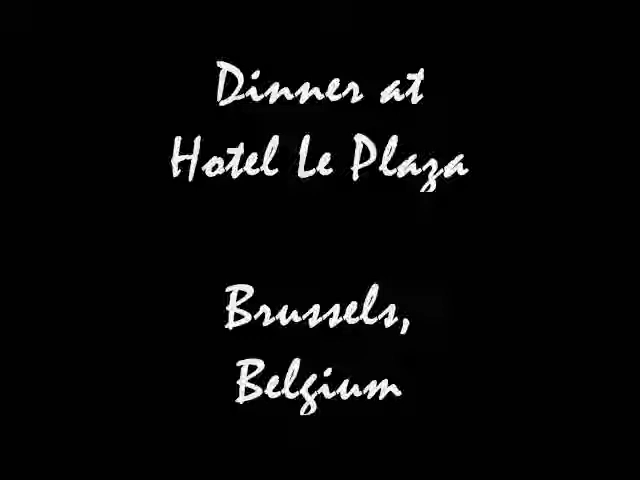 Dinner at
Hotel Le Plaza
Brussels,
Belgium